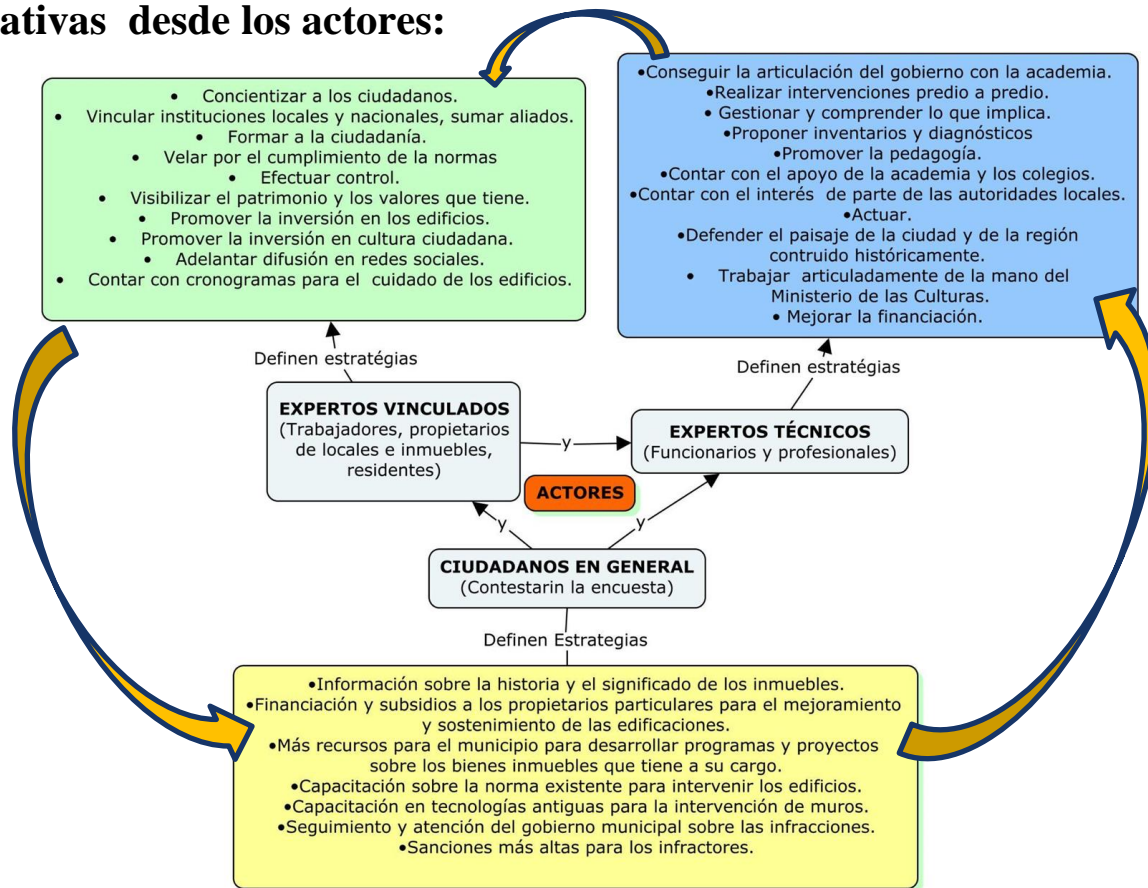 ativas desde los actores:
• Concientizar a los ciudadanos.
• Vincular instituciones locales y nacionales, sumar aliados.
• Formar a la ciudadanía.
• Velar por el cumplimiento de la normas
• Efectuar control.
• Visibilizar el patrimonio y los valores que tiene.
• Promover la inversión en los edificios.
• Promover la inversión en cultura ciudadana.
• Adelantar difusión en redes sociales.
• Contar con cronogramas para el cuidado de los edificios.
•Conseguir la articulación del gobierno con la academia.
•Realizar intervenciones predio a predio.
• Gestionar y comprender lo que implica.
•Proponer inventarios y diagnósticos
•Promover la pedagogía.
•Contar con el apoyo de la academia y los colegios.
•Contar con el interés de parte de las autoridades locales.
•Actuar.
•Defender el paisaje de la ciudad y de la región
contruido históricamente.
• Trabajar articuladamente de la mano del
Ministerio de las Culturas.
• Mejorar la financiación.
Definen estratégias
Definen estratégias
EXPERTOS VINCULADOS
(Trabajadores, propietarios
de locales e inmuebles,
residentes)
y
EXPERTOS TÉCNICOS
(Funcionarios y profesionales)
ACTORES
y
y
CIUDADANOS EN GENERAL
(Contestarin la encuesta)
Definen Estrategias
•Información sobre la historia y el significado de los inmuebles.
•Financiación y subsidios a los propietarios particulares para el mejoramiento
y sostenimiento de las edificaciones.
•Más recursos para el municipio para desarrollar programas y proyectos
sobre los bienes inmuebles que tiene a su cargo.
•Capacitación sobre la norma existente para intervenir los edificios.
•Capacitación en tecnologías antiguas para la intervención de muros.
•Seguimiento y atención del gobierno municipal sobre las infracciones.
•Sanciones más altas para los infractores.